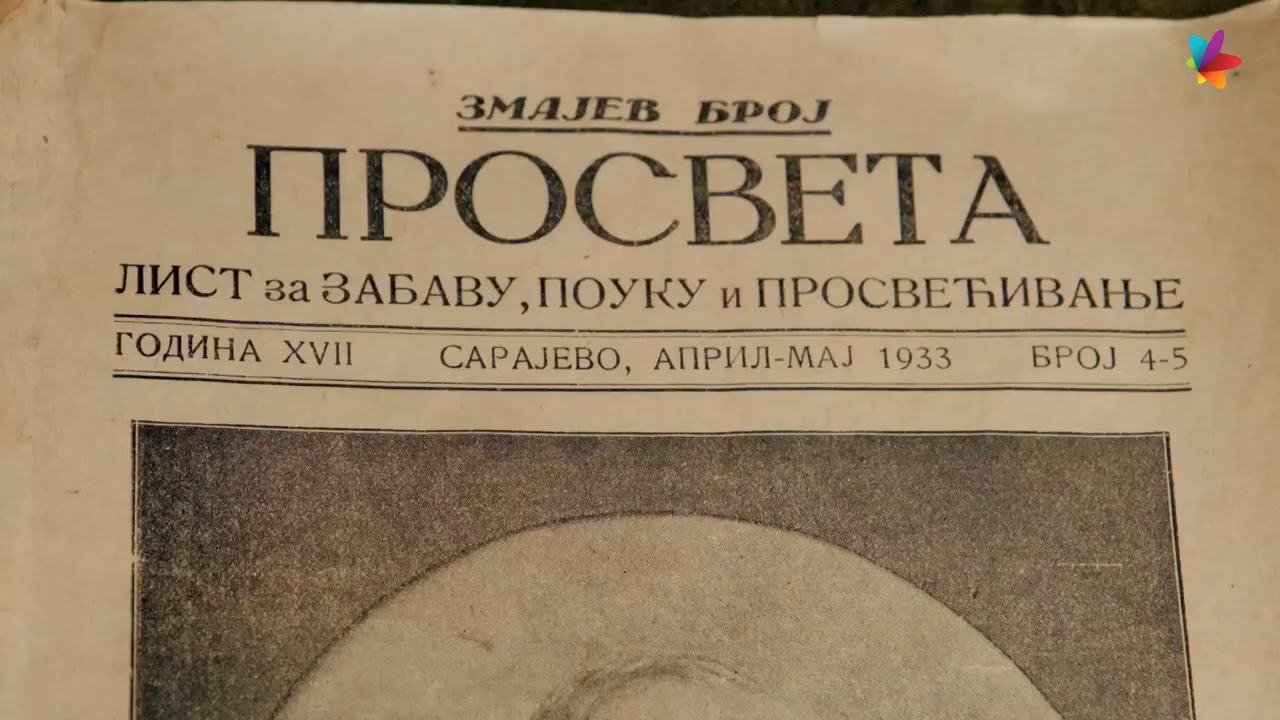 ЗМАЈЕВ БРОЈ
ПРОСВЕТА
ЛИСТ за ЗАБАВУ, ПОУКУ и ПРОСВЕЋИВАЊЕ
ГОДИНА XVII САРАЈЕВО, АПРИЛ-МАЈ 1933 БРОЈ 4-5